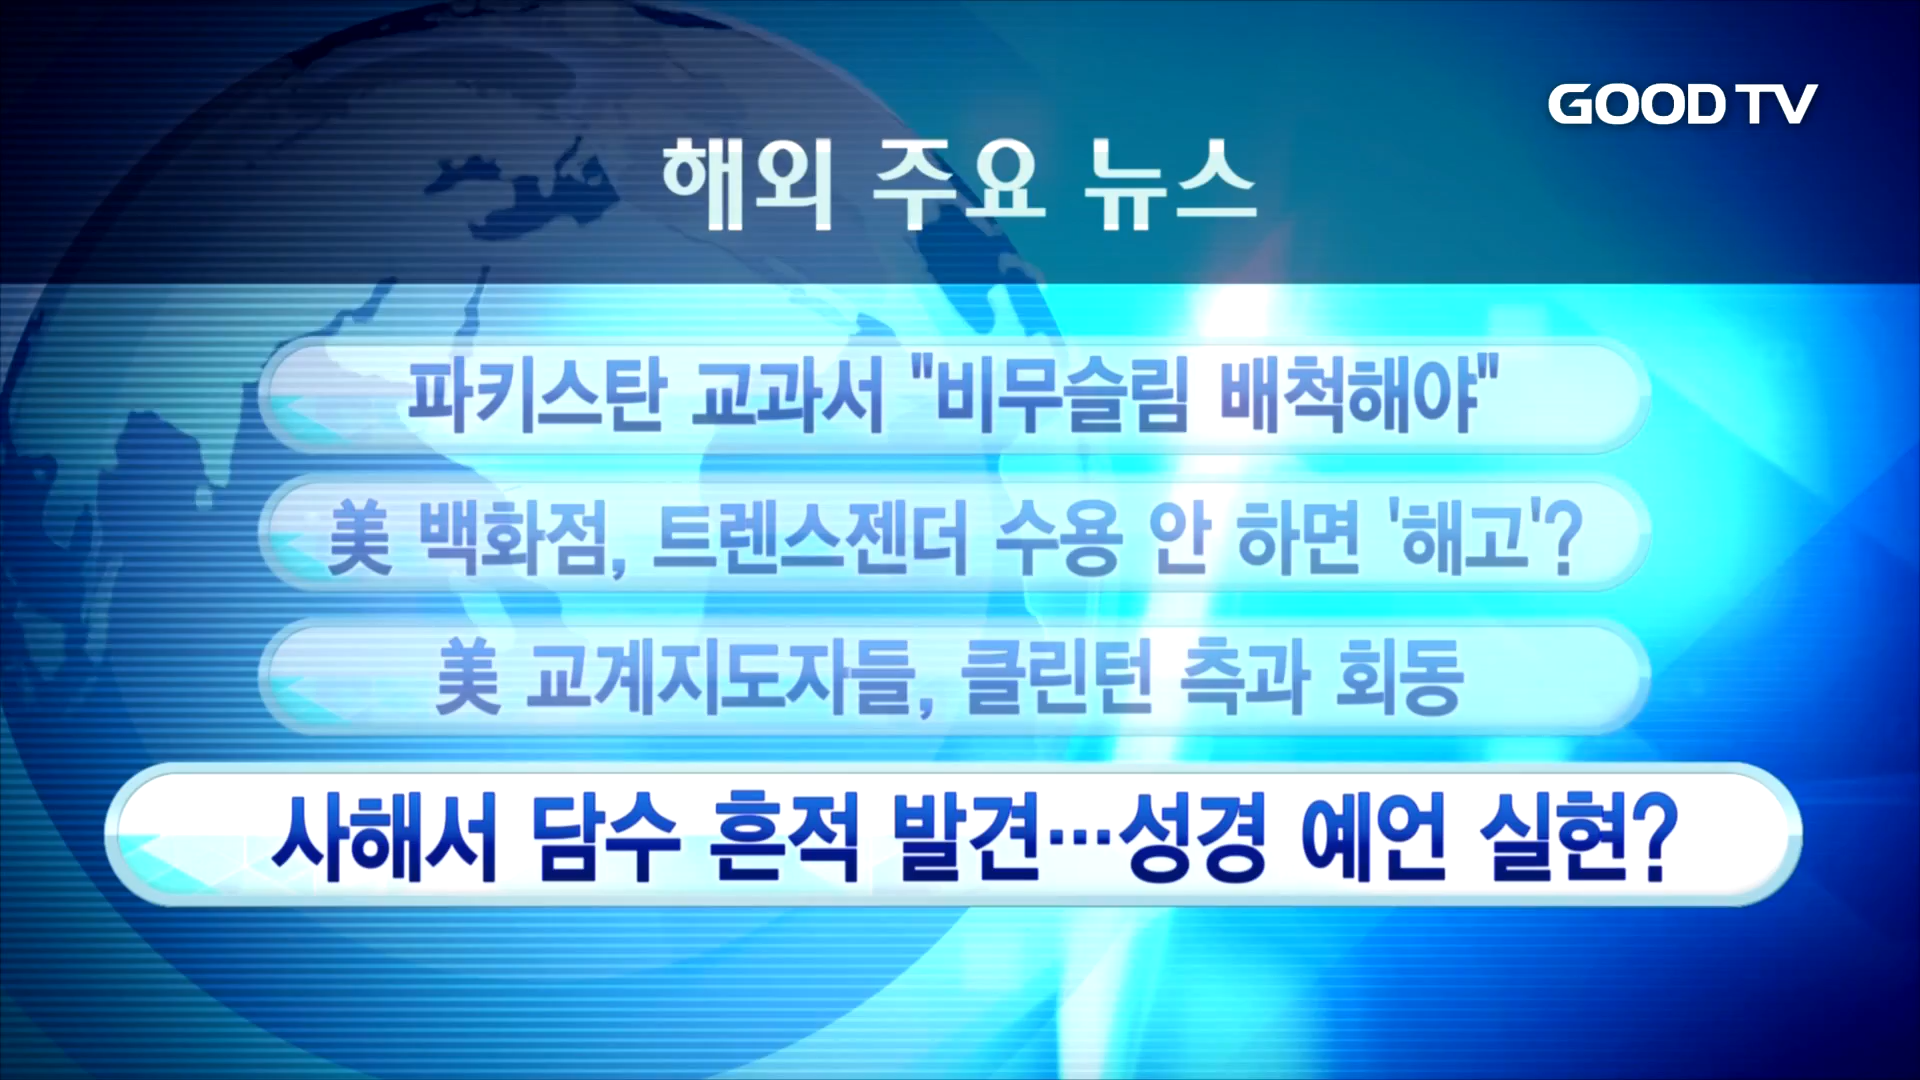 GOOD TV
해외 주요 뉴스
파키스탄 교과서 "비무슬림 배척해야"
美 백화점, 트렌스젠더 수용 안 하면 '해고'?
美 교계지도자들, 클린턴 측과 회동
사해서 담수 흔적 발견…성경 예언 실현?